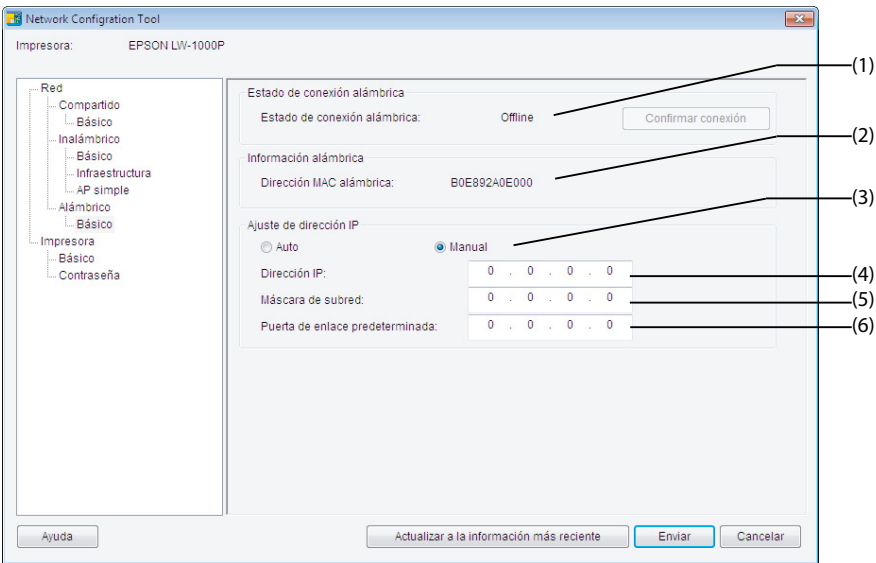 Network Configration Tool
Impresora: EPSON LW-1000P
Red
Compartido
Básico
Inalámbrico
Básico
Infraestructura
AP simple
Alámbrico
Básico
Impresora
Básico
Contraseña
Estado de conexión alámbrica
Estado de conexión alámbrica: Offline Confirmar conexión
(1)
Información alámbrica
(2)
Dirección MAC alámbrica: B0E892A0E000
(3)
Ajuste de dirección IP
Auto Manual
Dirección IP: 0 . 0 . 0 . 0 (4)
Máscara de subred: 0 . 0 . 0 . 0 (5)
Puerta de enlace predeterminada: 0 . 0 . 0 . 0 (6)
Ayuda Actualizar a la información más reciente Enviar Cancelar